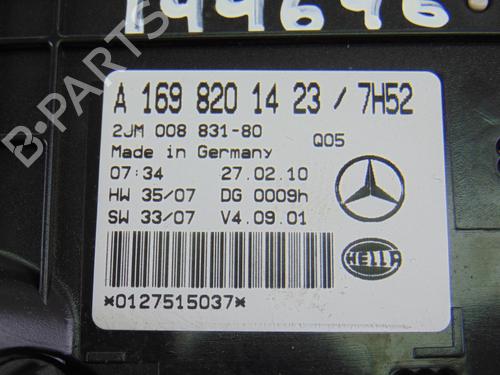 A 169 820 14 23 / 7H52
2JM 008 831-80 Q05
Made in Germany
07:34 27.02.10
HW 35/07 DG 0009h
SW 33/07 V4.09.01
HELLA
*0127515037*
B-PARTS